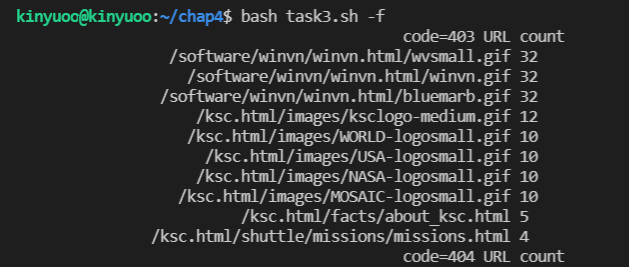 kinyuoo@kinyuoo:~/chap4$ bash task3.sh -f
code=403 URL count
/software/winvn/winvn.html/wvsmall.gif 32
/software/winvn/winvn.html/winvn.html 32
/software/winvn/winvn.html/bluemarb.gif 32
/ksc.html/images/ksclogo-medium.gif 12
/ksc.html/images/WORLD-logosmall.gif 10
/ksc.html/images/USA-logosmall.gif 10
/ksc.html/images/NASA-logosmall.gif 10
/ksc.html/images/MOSAIC-logosmall.gif 10
/ksc.html/facts/about_ksc.html 5
/ksc.html/shuttle/missions/missions.html 4
code=404 URL count